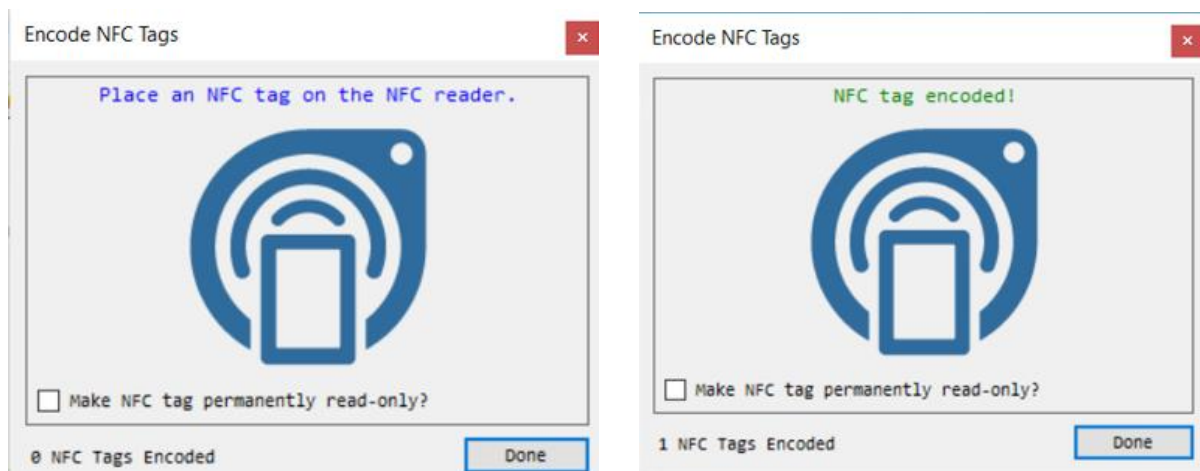 Encode NFC Tags
Place an NFC tag on the NFC reader.
Make NFC tag permanently read-only?
0 NFC Tags Encoded
Done
Encode NFC Tags
NFC tag encoded!
Make NFC tag permanently read-only?
1 NFC Tags Encoded
Done